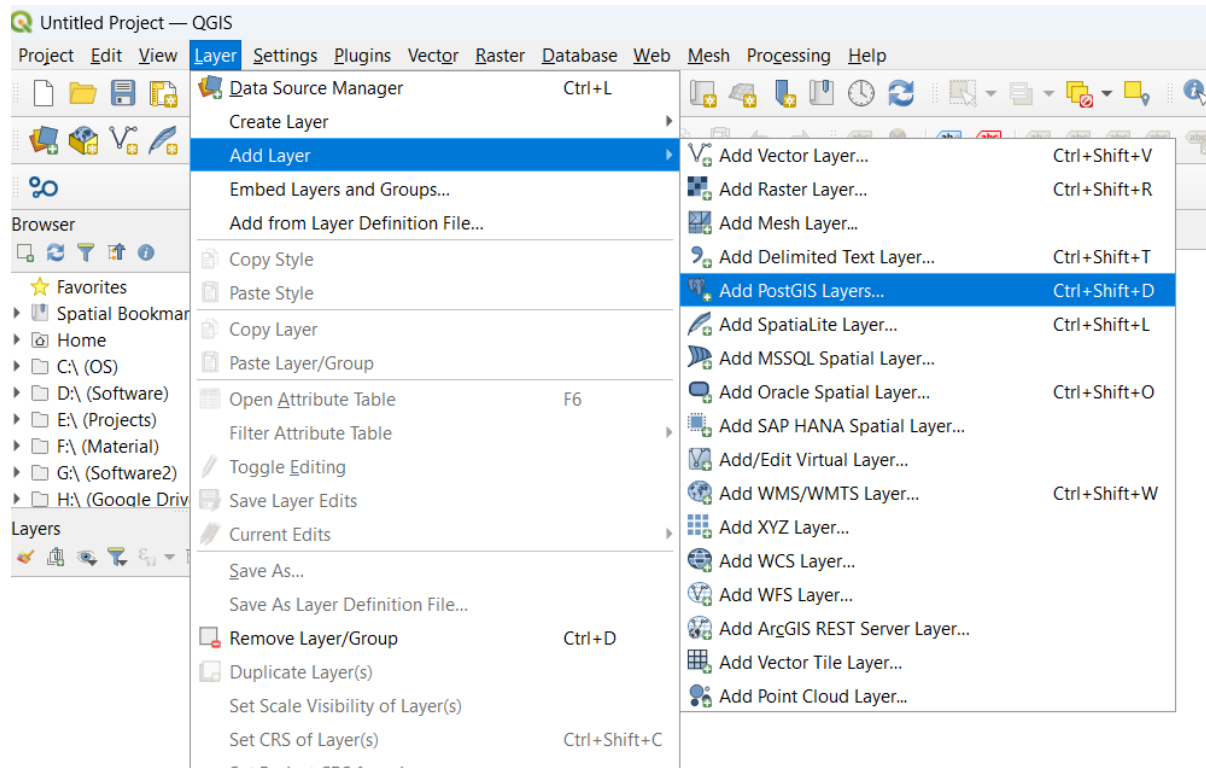 Untitled Project — QGIS
Project Edit View Layer Settings Plugins Vector Raster Database Web Mesh Processing Help
Data Source Manager Ctrl+L
Create Layer
Add Layer
Embed Layers and Groups...
Add from Layer Definition File...
Copy Style
Paste Style
Copy Layer
Paste Layer/Group
Open Attribute Table F6
Filter Attribute Table
Toggle Editing
Save Layer Edits
Current Edits
Save As...
Save As Layer Definition File...
Remove Layer/Group Ctrl+D
Duplicate Layer(s)
Set Scale Visibility of Layer(s)
Set CRS of Layer(s) Ctrl+Shift+C
Add Vector Layer... Ctrl+Shift+V
Add Raster Layer... Ctrl+Shift+R
Add Mesh Layer...
Add Delimited Text Layer... Ctrl+Shift+T
Add PostGIS Layers... Ctrl+Shift+D
Add SpatiaLite Layer... Ctrl+Shift+L
Add MSSQL Spatial Layer...
Add Oracle Spatial Layer... Ctrl+Shift+O
Add SAP HANA Spatial Layer...
Add/Edit Virtual Layer...
Add WMS/WMTS Layer... Ctrl+Shift+W
Add XYZ Layer...
Add WCS Layer...
Add WFS Layer...
Add ArcGIS REST Server Layer...
Add Vector Tile Layer...
Add Point Cloud Layer...
Browser
Favorites
Spatial Bookmar
Home
C:\ (OS)
D:\ (Software)
E:\ (Projects)
F:\ (Material)
G:\ (Software2)
H:\ (Google Driv
Layers